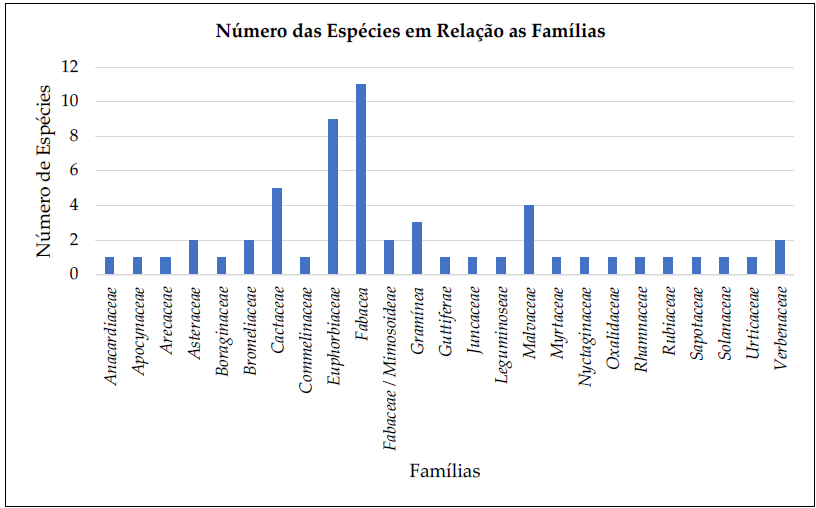 Número das Espécies em Relação as Famílias
Número de Espécies
12
10
8
6
4
2
0
Anacardiaceae
Apocynaceae
Arecaceae
Asteraceae
Boraginaceae
Bromeliaceae
Cactaceae
Commelinaceae
Euphorbiaceae
Fabacea
Fabaceae / Mimosoideae
Gramínea
Guttiferae
Juncaceae
Leguminoseae
Malvaceae
Myrtaceae
Nyctaginaceae
Oxalidaceae
Rhamnaceae
Rubiaceae
Sapotaceae
Solanaceae
Urticaceae
Verbenaceae
Famílias